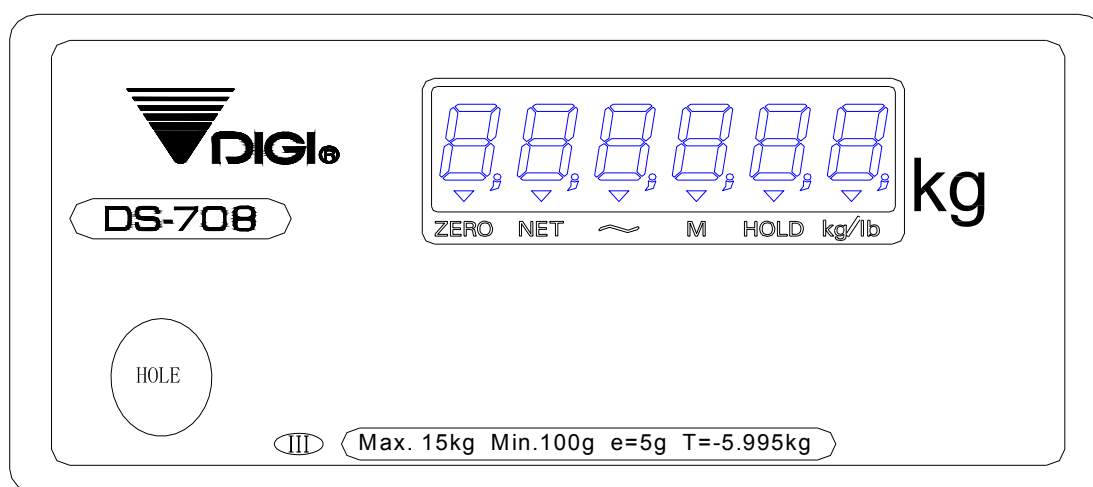 DIGI®
DS-708
kg
ZERO NET ~ M HOLD kg/lb
HOLE
III Max. 15kg Min.100g e=5g T=-5.995kg